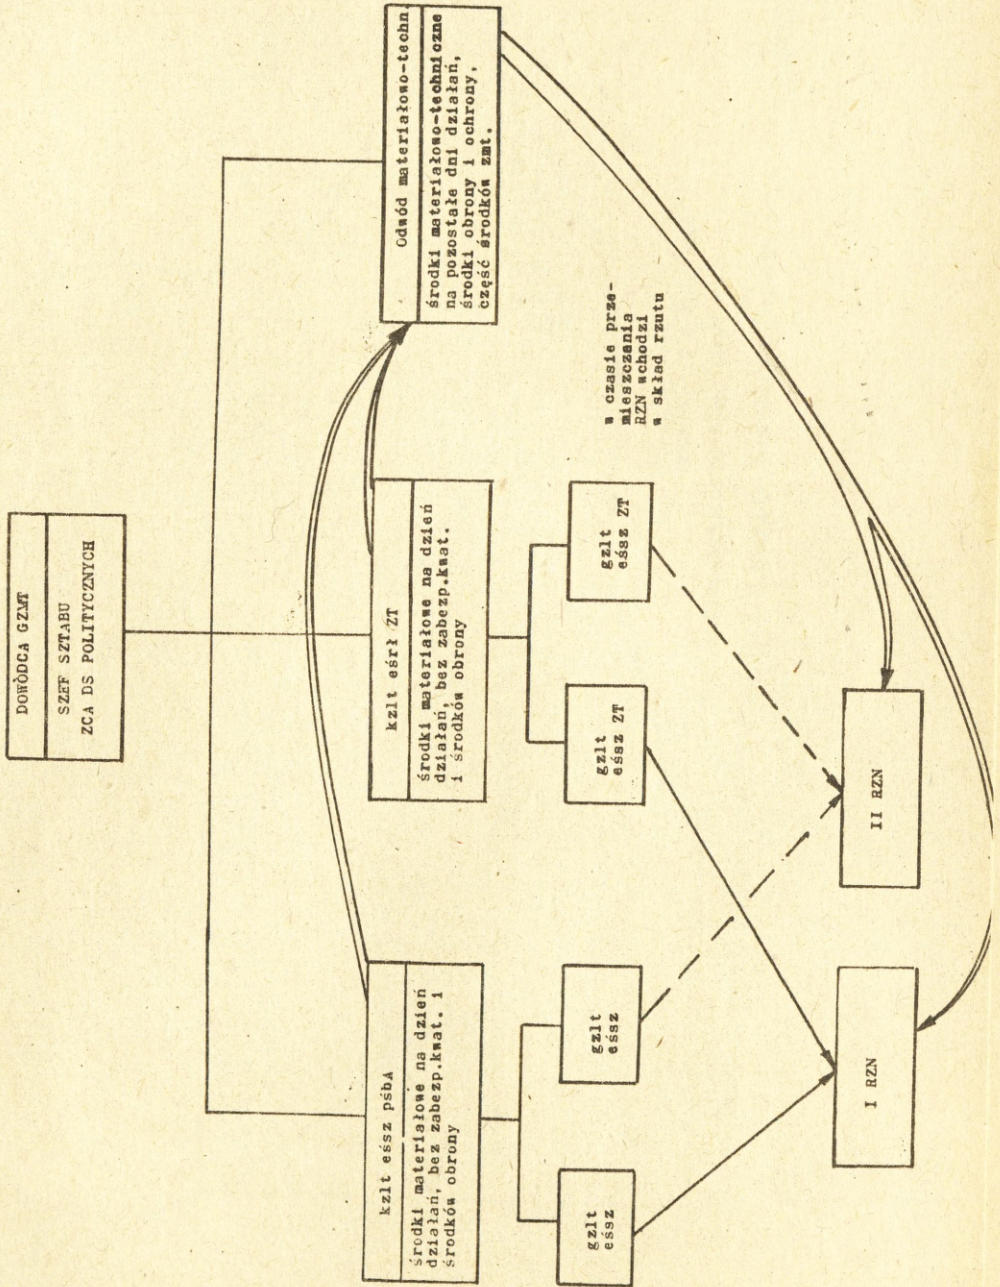 DOWÒDCA GZMT
SZEF SZTABU
ZCA DS POLITYCZNYCH
kzlt eśsz pśbA
środki materiałowe na dzień
działań, bez zabezp.kwat. i
środków obrony
kzlt eśrł ZT
środki materiałowe na dzień
działań, bez zabezp.kwat.
i środków obrony
Odwód materiałowo-techn.
środki materiałowo-techniczne
na pozostałe dni działań,
środki obrony i ochrony,
część środków zmt.
gzlt
eśsz
gzlt
eśsz
gzlt
eśsz ZT
gzlt
eśsz ZT
w czasie prze-
mieszczania
RZN wchodzi
w skład rzutu
I RZN
II RZN